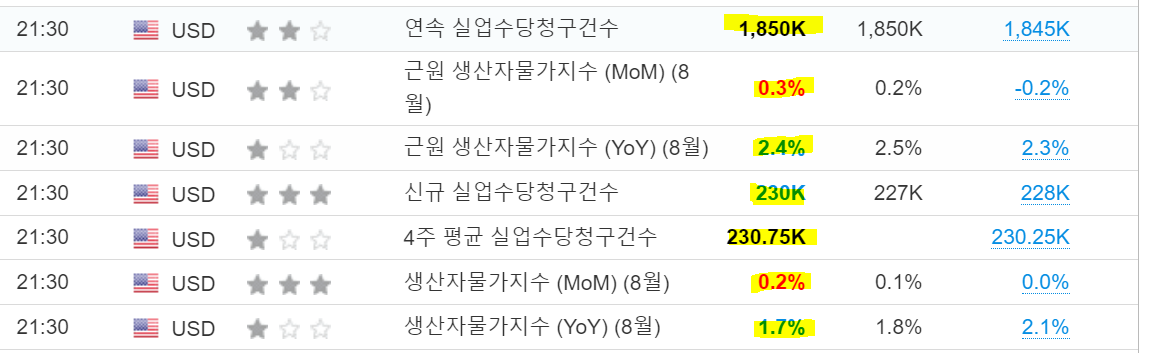 21:30 USD 연속 실업수당청구건수 1,850K 1,850K 1,845K
21:30 USD 근원 생산자물가지수 (MoM) (8
월) 0.3% 0.2% -0.2%
21:30 USD 근원 생산자물가지수 (YoY) (8월) 2.4% 2.5% 2.3%
21:30 USD 신규 실업수당청구건수 230K 227K 228K
21:30 USD 4주 평균 실업수당청구건수 230.75K 230.25K
21:30 USD 생산자물가지수 (MoM) (8월) 0.2% 0.1% 0.0%
21:30 USD 생산자물가지수 (YoY) (8월) 1.7% 1.8% 2.1%